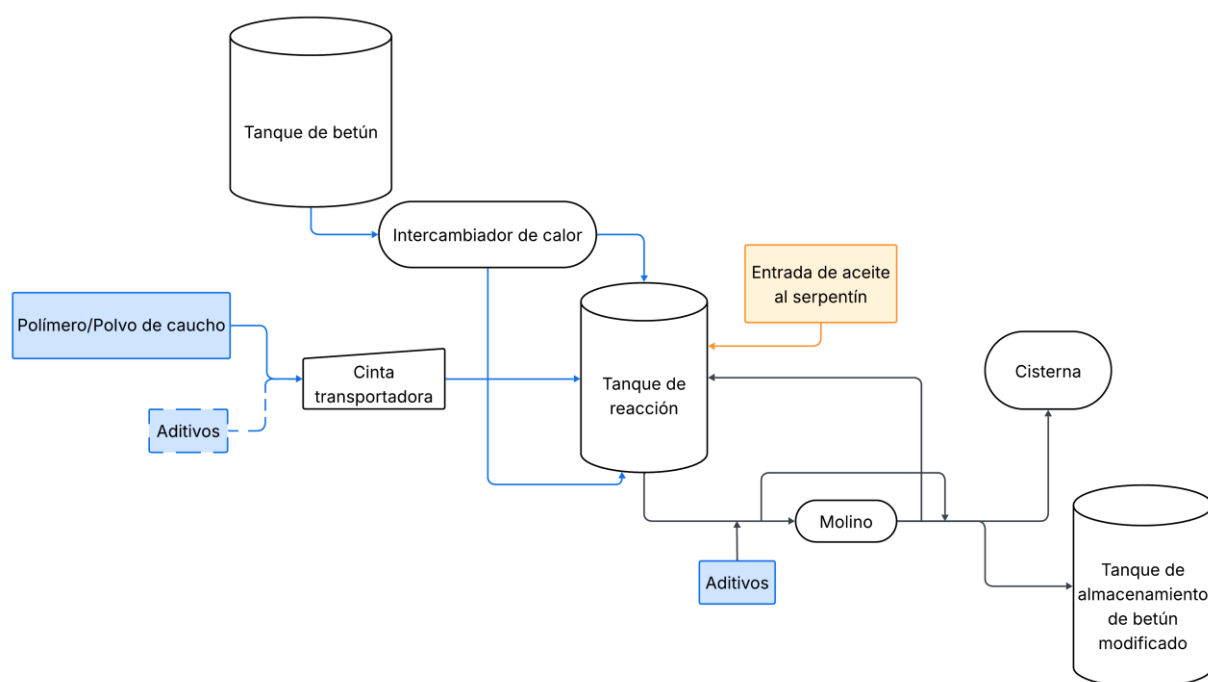 Tanque de betún
Intercambiador de calor
Entrada de aceite
al serpentín
Polímero/Polvo de caucho
Cinta
transportadora
Tanque de
reacción
Cisterna
Aditivos
Molino
Aditivos
Tanque de
almacenamiento
de betún
modificado